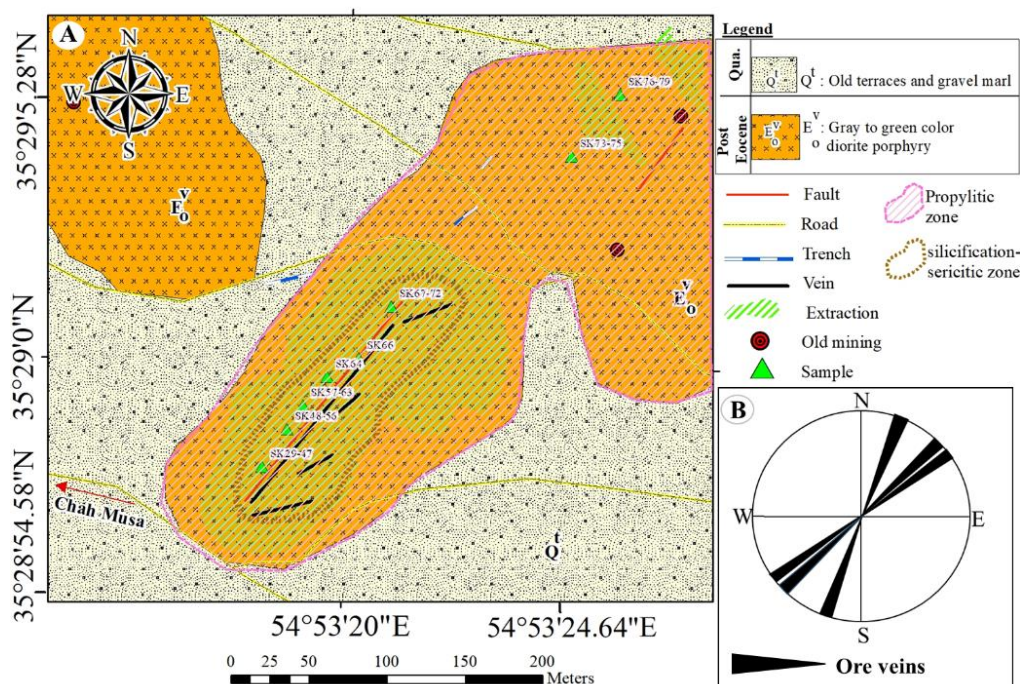 A
N
W
E
S
35°29'5.28"N
35°29'0"N
35°28'54.58"N
E v o
SK76-79
SK73-75
E v o
SK67-72
SK66
SK64
SK57-63
SK48-56
SK29-47
Chah Musa
Q t
54°53'20"E
54°53'24.64"E
0 25 50 100 150 200
Meters
Legend
Qua.
Q t
Q t : Old terraces and gravel marl
Post
Eocene
E v o
E v o : Gray to green color
diorite porphyry
Fault
Road
Trench
Vein
Extraction
Old mining
Sample
Propylitic
zone
silicification-
sericitic zone
B
N
W
E
S
Ore veins